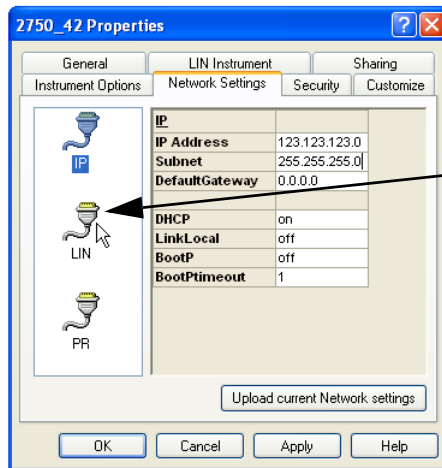 2750_42 Properties
General LIN Instrument Sharing
Instrument Options Network Settings Security Customize
IP
LIN
PR
IP
IP Address 123.123.123.0
Subnet 255.255.255.0
DefaultGateway 0.0.0.0
DHCP on
LinkLocal off
BootP off
BootPtimeout 1
Upload current Network settings
OK Cancel Apply Help